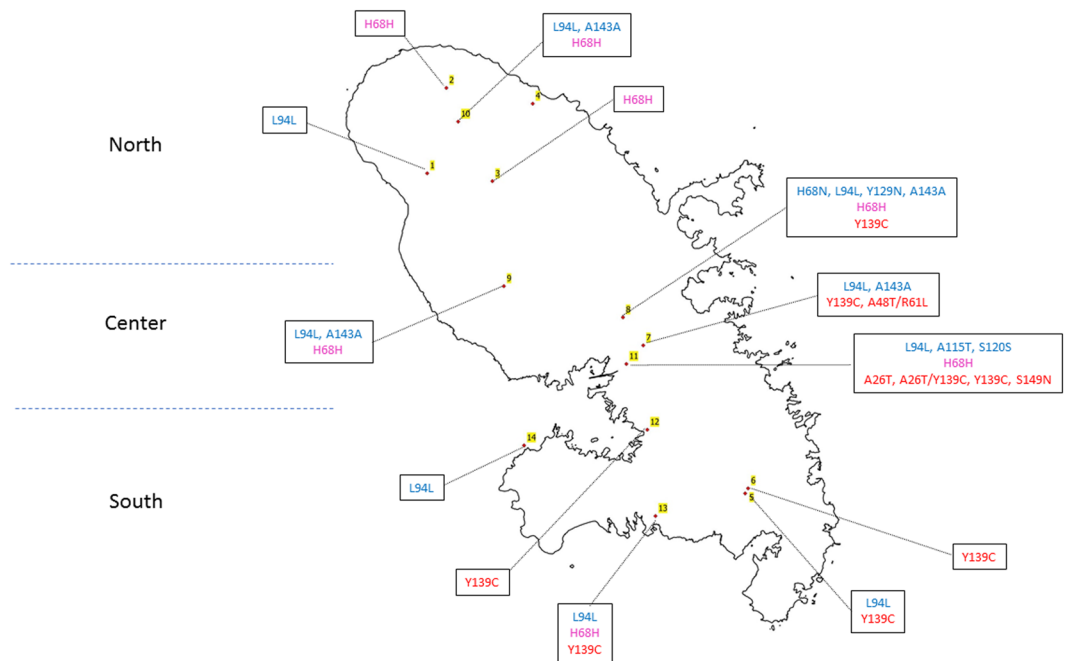 H68H
L94L, A143A
H68H
2
4
H68H
10
L94L
North
1
3
H68N, L94L, Y129N, A143A
H68H
Y139C
9
L94L, A143A
Y139C, A48T/R61L
8
Center
L94L, A143A
H68H
7
11
L94L, A115T, S120S
H68H
A26T, A26T/Y139C, Y139C, S149N
12
14
L94L
6
5
South
13
Y139C
Y139C
L94L
H68H
Y139C
L94L
Y139C